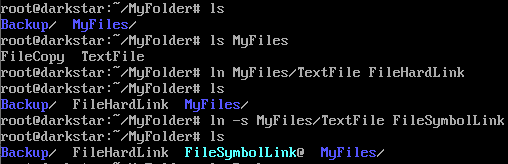 root@darkstar:~/MyFolder# ls
Backup/  MyFiles/
root@darkstar:~/MyFolder# ls MyFiles
FileCopy  TextFile
root@darkstar:~/MyFolder# ln MyFiles/TextFile FileHardLink
root@darkstar:~/MyFolder# ls
Backup/  FileHardLink  MyFiles/
root@darkstar:~/MyFolder# ln -s MyFiles/TextFile FileSymbolLink
root@darkstar:~/MyFolder# ls
Backup/  FileHardLink  FileSymbolLink@  MyFiles/